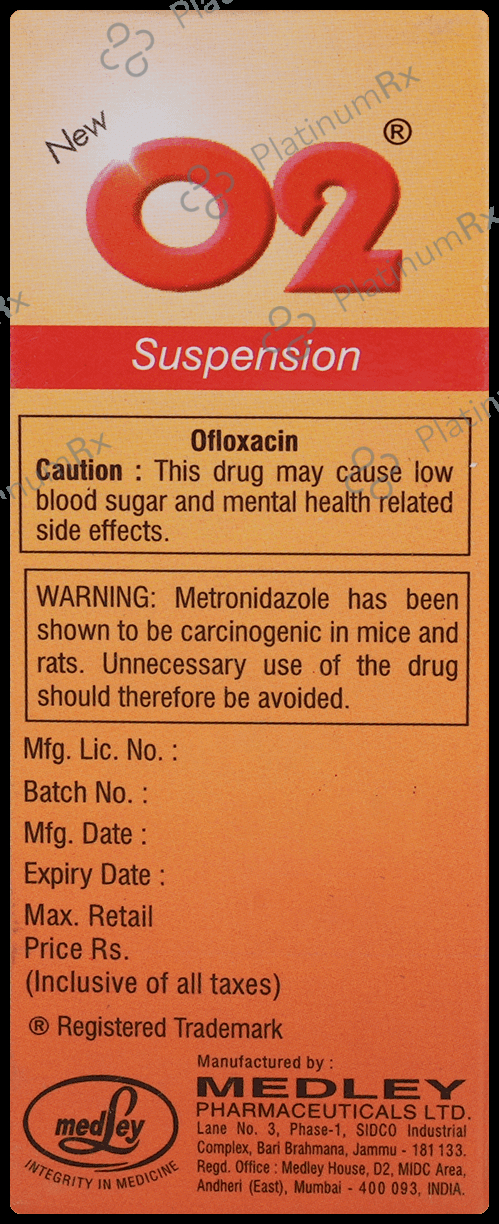 New
O2®
Suspension
Ofloxacin
Caution : This drug may cause low
blood sugar and mental health related
side effects.
WARNING: Metronidazole has been
shown to be carcinogenic in mice and
rats. Unnecessary use of the drug
should therefore be avoided.
Mfg. Lic. No. :
Batch No. :
Mfg. Date :
Expiry Date :
Max. Retail
Price Rs.
(Inclusive of all taxes)
® Registered Trademark
Manufactured by :
MEDLEY
PHARMACEUTICALS LTD.
Lane No. 3, Phase-1, SIDCO Industrial
Complex, Bari Brahmana, Jammu - 181 133.
Regd. Office : Medley House, D2, MIDC Area,
Andheri (East), Mumbai - 400 093, INDIA.
medley
INTEGRITY IN MEDICINE
PlatinumRx
PlatinumRx
PlatinumRx